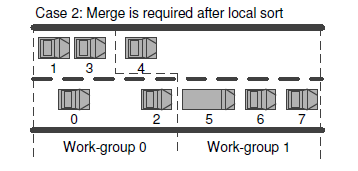 Case 2: Merge is required after local sort
1 3 4
0 2 5 6 7
Work-group 0 Work-group 1